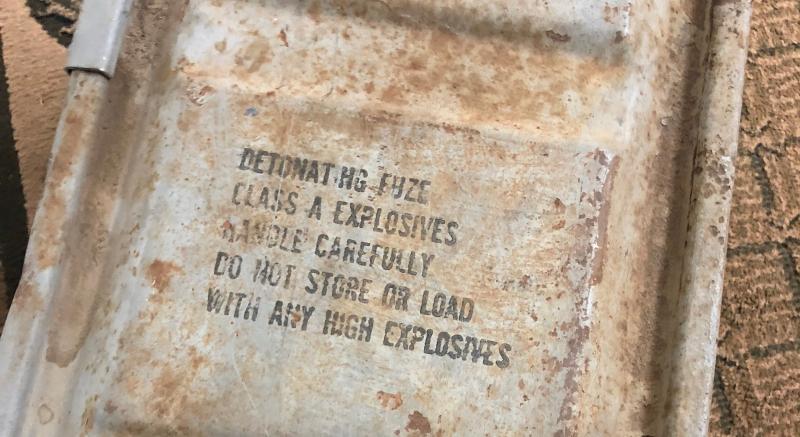 DETONATING FUZE
CLASS A EXPLOSIVES
HANDLE CAREFULLY
DO NOT STORE OR LOAD
WITH ANY HIGH EXPLOSIVES